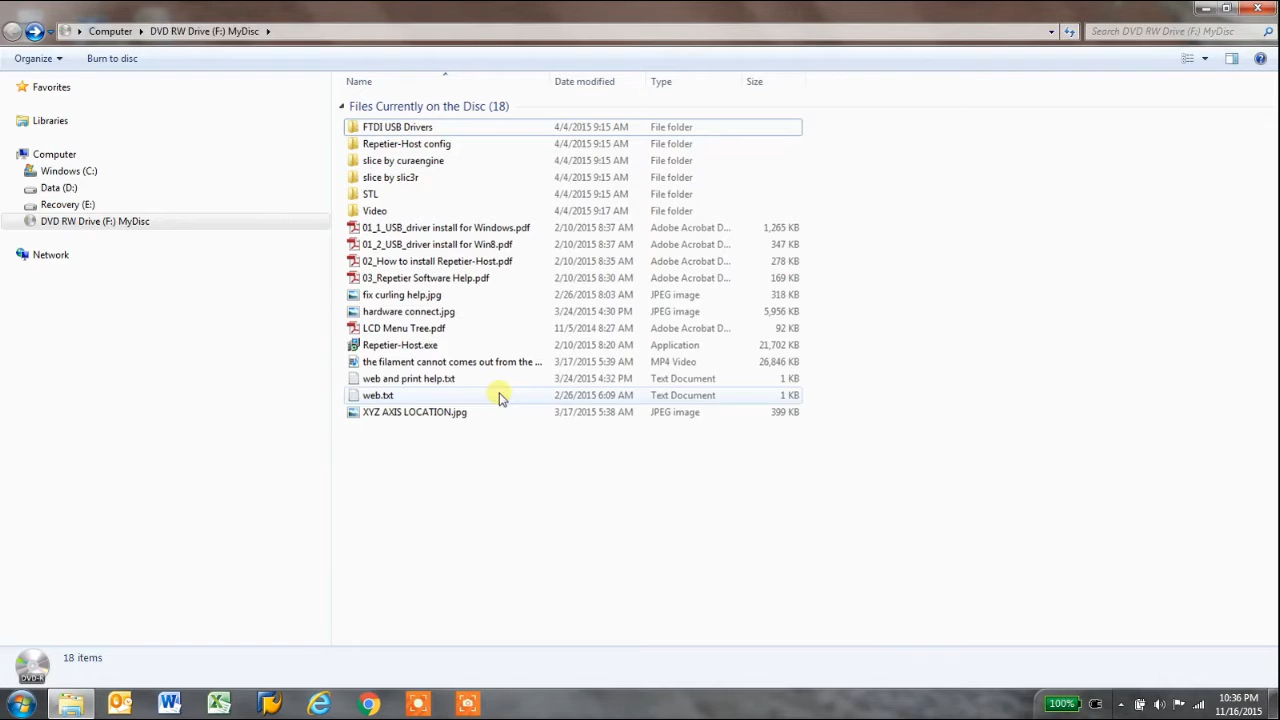 Computer DVD RW Drive (F:) MyDisc Search DVD RW Drive (F:) MyDisc
Organize Burn to disc
Favorites
Libraries
Computer
Windows (C:)
Data (D:)
Recovery (E:)
DVD RW Drive (F:) MyDisc
Network
Name Date modified Type Size
Files Currently on the Disc (18)
FTDI USB Drivers 4/4/2015 9:15 AM File folder
Repetier-Host config 4/4/2015 9:15 AM File folder
slice by curaengine 4/4/2015 9:15 AM File folder
slice by slic3r 4/4/2015 9:15 AM File folder
STL 4/4/2015 9:15 AM File folder
Video 4/4/2015 9:17 AM File folder
01_1_USB_driver install for Windows.pdf 2/10/2015 8:37 AM Adobe Acrobat D... 1,265 KB
01_2_USB_driver install for Win8.pdf 2/10/2015 8:37 AM Adobe Acrobat D... 347 KB
02_How to install Repetier-Host.pdf 2/10/2015 8:35 AM Adobe Acrobat D... 278 KB
03_Repetier Software Help.pdf 2/10/2015 8:30 AM Adobe Acrobat D... 169 KB
fix curling help.jpg 2/26/2015 8:03 AM JPEG image 318 KB
hardware connect.jpg 3/24/2015 4:30 PM JPEG image 5,956 KB
LCD Menu Tree.pdf 11/5/2014 8:27 AM Adobe Acrobat D... 92 KB
Repetier-Host.exe 2/10/2015 8:20 AM Application 21,702 KB
the filament cannot comes out from the ... 3/17/2015 5:39 AM MP4 Video 26,846 KB
web and print help.txt 3/24/2015 4:32 PM Text Document 1 KB
web.txt 2/26/2015 6:09 AM Text Document 1 KB
XYZ AXIS LOCATION.jpg 3/17/2015 5:38 AM JPEG image 399 KB
18 items
DVD-R
100% 10:36 PM
11/16/2015